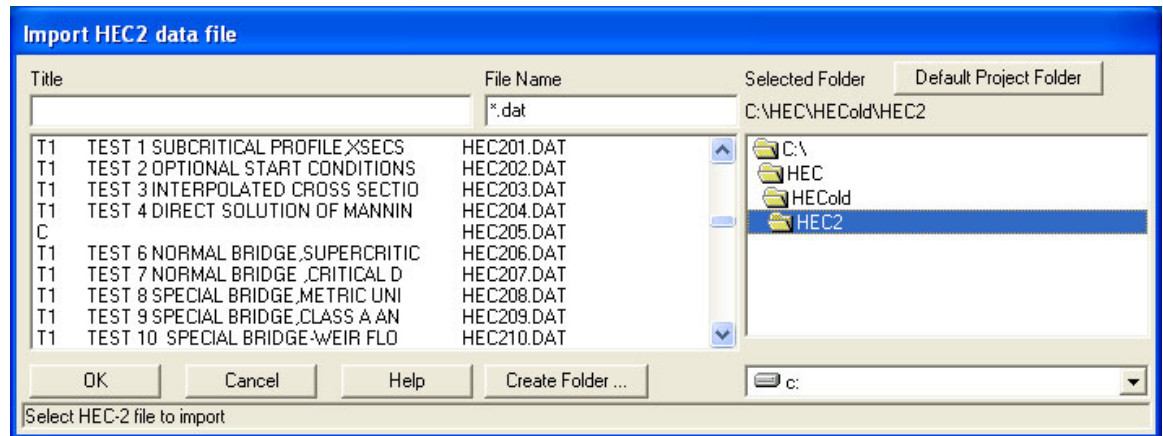 Import HEC2 data file
Title File Name Selected Folder Default Project Folder
*.dat C:\HEC\HECold\HEC2
T1 TEST 1 SUBCRITICAL PROFILE,XSECS HEC201.DAT
T1 TEST 2 OPTIONAL START CONDITIONS HEC202.DAT
T1 TEST 3 INTERPOLATED CROSS SECTIO HEC203.DAT
T1 TEST 4 DIRECT SOLUTION OF MANNIN HEC204.DAT
C HEC205.DAT
T1 TEST 6 NORMAL BRIDGE,SUPERCRITIC HEC206.DAT
T1 TEST 7 NORMAL BRIDGE ,CRITICAL D HEC207.DAT
T1 TEST 8 SPECIAL BRIDGE,METRIC UNI HEC208.DAT
T1 TEST 9 SPECIAL BRIDGE,CLASS A AN HEC209.DAT
T1 TEST 10 SPECIAL BRIDGE-WEIR FLO HEC210.DAT
C:\
HEC
HECold
HEC2
OK Cancel Help Create Folder ... c:
Select HEC-2 file to import